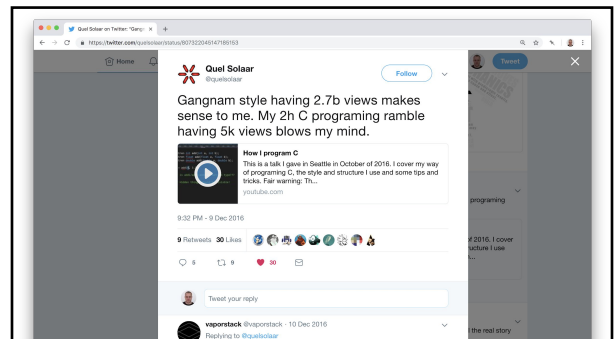 Quel Solaar on Twitter: "Gang
https://twitter.com/quelsolaar/status/807322045147185153
Home
Tweet
Quel Solaar
@quelsolaar
Follow
Gangnam style having 2.7b views makes
sense to me. My 2h C programing ramble
having 5k views blows my mind.
How I program C
This is a talk I gave in Seattle in October of 2016. I cover my way
of programing C, the style and structure I use and some tips and
tricks. Fair warning: Th...
youtube.com
programing
9:32 PM - 9 Dec 2016
9 Retweets 30 Likes
of 2016. I cover
ructure I use
5 9 30
Tweet your reply
vaporstack @vaporstack · 10 Dec 2016
Replying to @quelsolaar
the real story